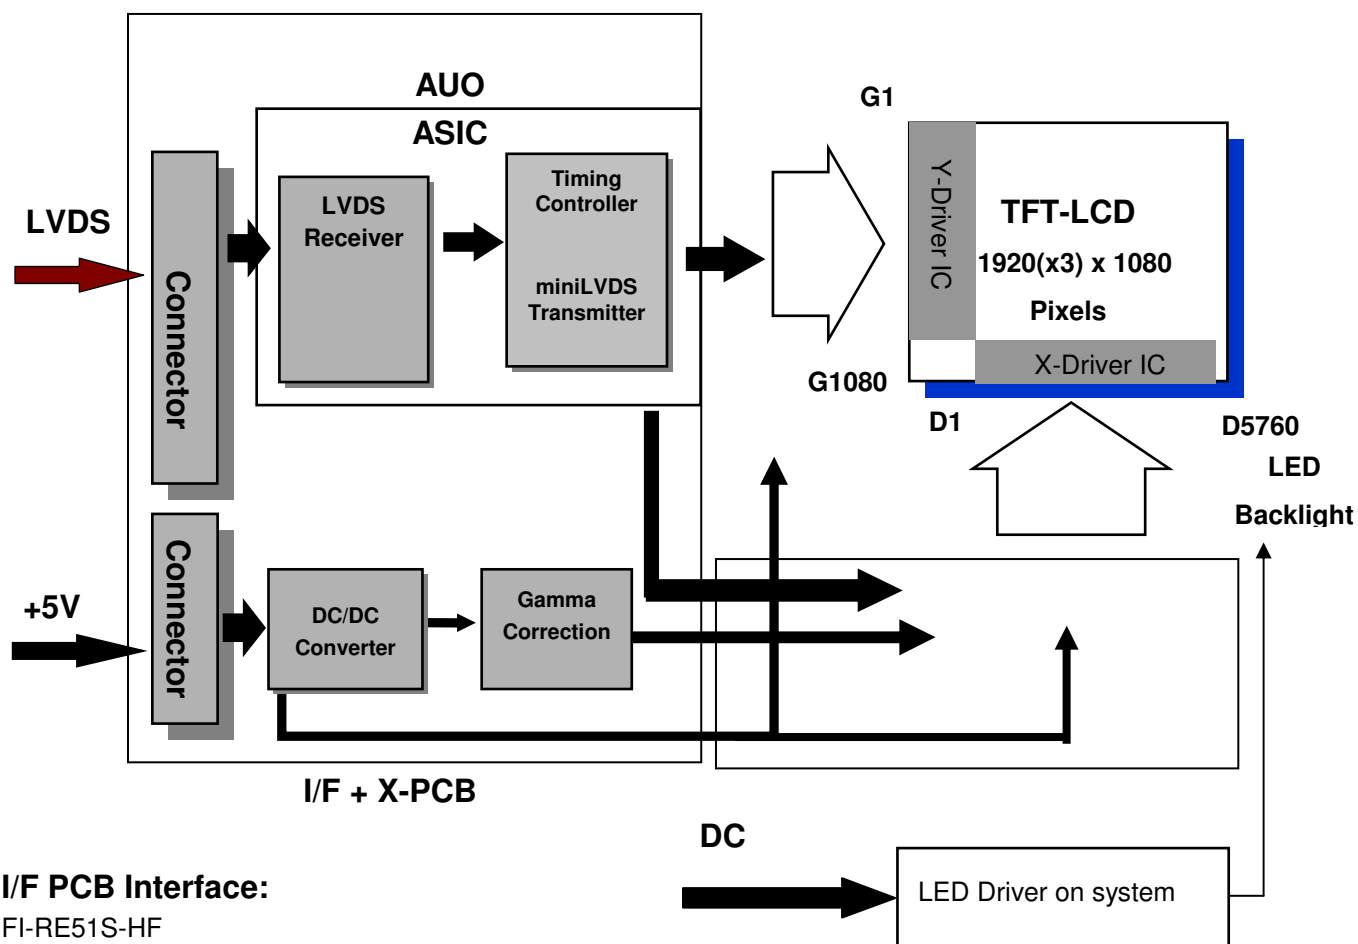 AUO
ASIC
G1
LVDS
Connector
LVDS
Receiver
Timing
Controller
miniLVDS
Transmitter
Y-Driver IC
TFT-LCD
1920(x3) x 1080
Pixels
X-Driver IC
G1080
D1
D5760
LED
Backlight
+5V
Connector
DC/DC
Converter
Gamma
Correction
I/F + X-PCB
DC
LED Driver on system
I/F PCB Interface:
FI-RE51S-HF